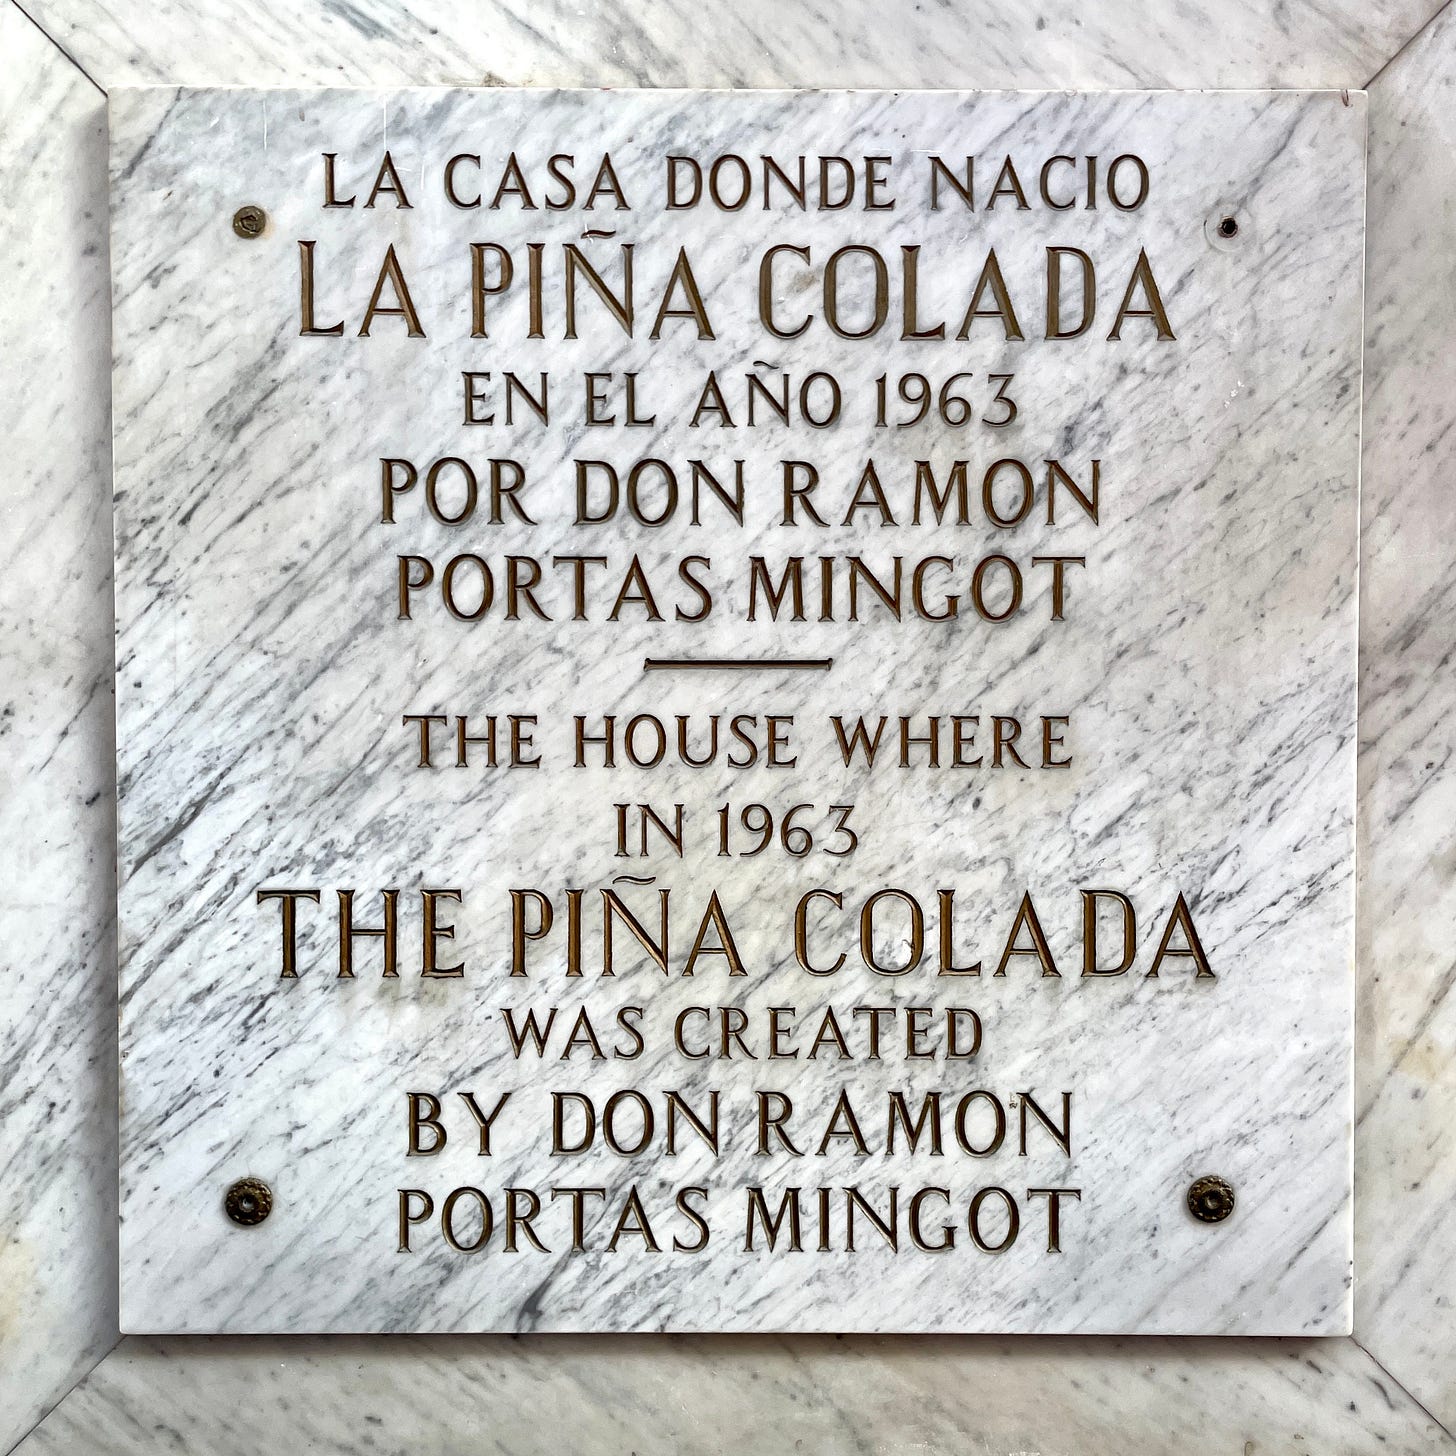 LA CASA DONDE NACIO
LA PIÑA COLADA
EN EL AÑO 1963
POR DON RAMON
PORTAS MINGOT
THE HOUSE WHERE
IN 1963
THE PIÑA COLADA
WAS CREATED
BY DON RAMON
PORTAS MINGOT